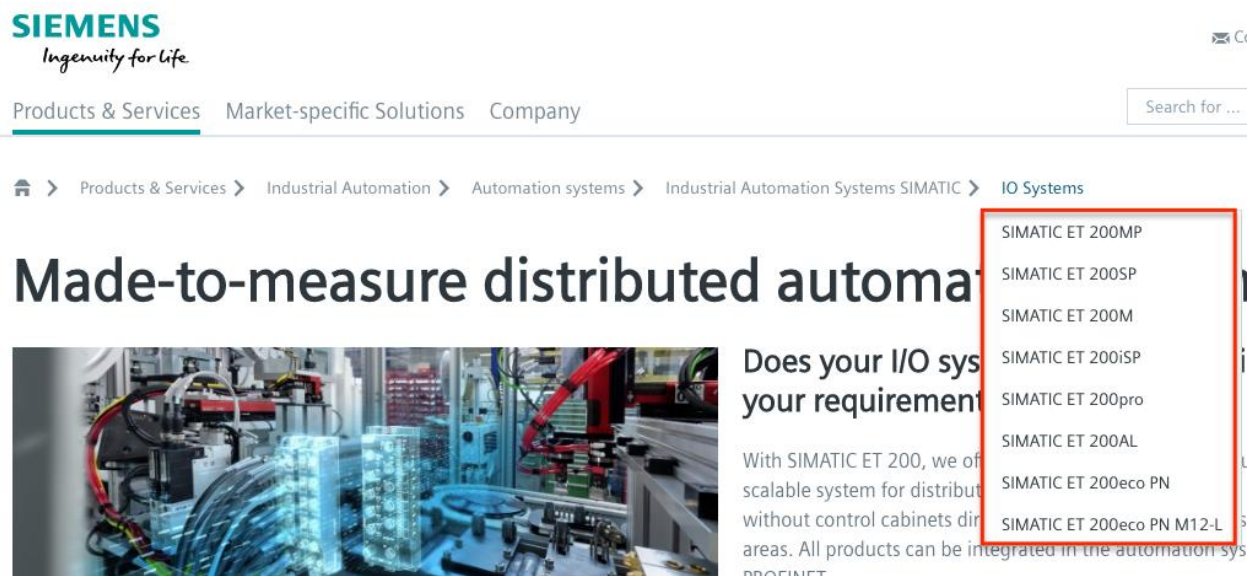 SIEMENS
Ingenuity for life
Products & Services Market-specific Solutions Company
Search for ...
Products & Services Industrial Automation Automation systems Industrial Automation Systems SIMATIC IO Systems
SIMATIC ET 200MP
SIMATIC ET 200SP
SIMATIC ET 200M
SIMATIC ET 200iSP
SIMATIC ET 200pro
SIMATIC ET 200AL
SIMATIC ET 200eco PN
SIMATIC ET 200eco PN M12-L
Made-to-measure distributed automa
Does your I/O sys
your requirement
With SIMATIC ET 200, we of
scalable system for distribut
without control cabinets dir
areas. All products can be integrated in the automation sys
PROFINET